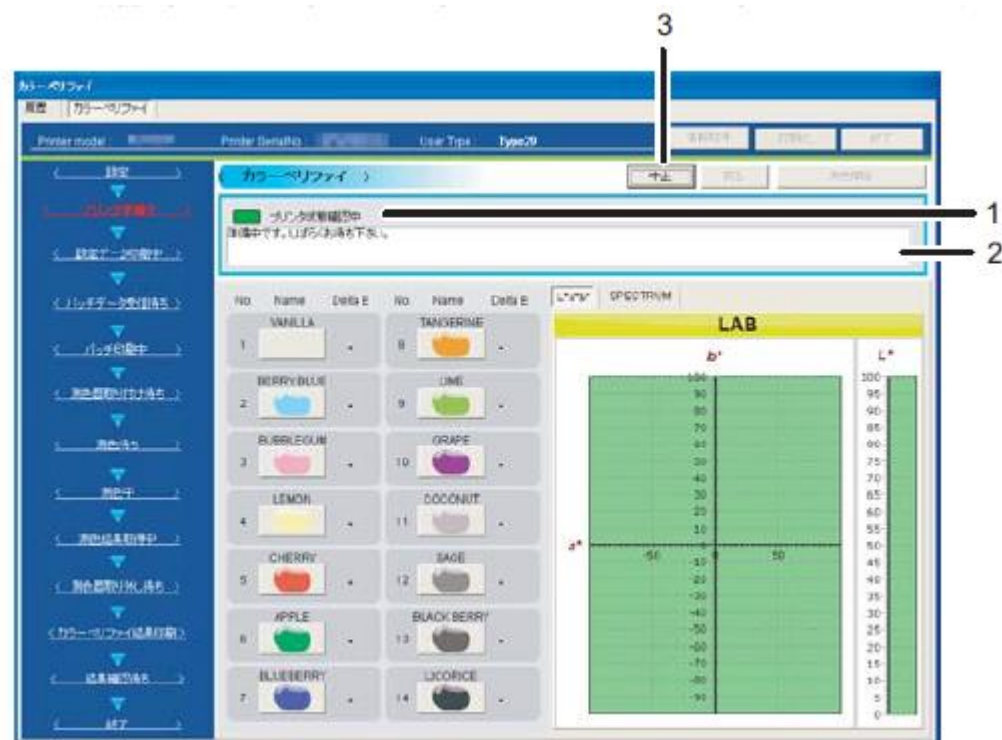 3
カラーベリファイ
履歴 カラーベリファイ
Printer model : Printer SerialNo. User Type : Type29 終了
設定
カラーベリファイ 中止
プリンタ状態確認中
準備中です。しばらくお待ち下さい。
1
2
設定データ印刷中
パッチデータ受信待ち
パッチ印刷中
測色器取り付け待ち
測色待ち
測色中
測色結果取得中
測色器取り外し待ち
カラーベリファイ結果印刷
結果確認待ち
終了
No Name Delta E No Name Delta E
1 VANILLA - 8 TANGERINE -
2 BERRY BLUE - 9 LIME -
3 BUBBLEGUM - 10 GRAPE -
4 LEMON - 11 COCONUT -
5 CHERRY - 12 SAGE -
6 APPLE - 13 BLACK BERRY -
7 BLUEBERRY - 14 LICORICE -
L*a*b* SPECTRUM
LAB
b*
100
90
80
70
60
50
40
30
20
10
a* -50 0 50
-10
-20
-30
-40
-50
-60
-70
-80
-90
L*
100
95
90
85
80
75
70
65
60
55
50
45
40
35
30
25
20
15
10
5
0